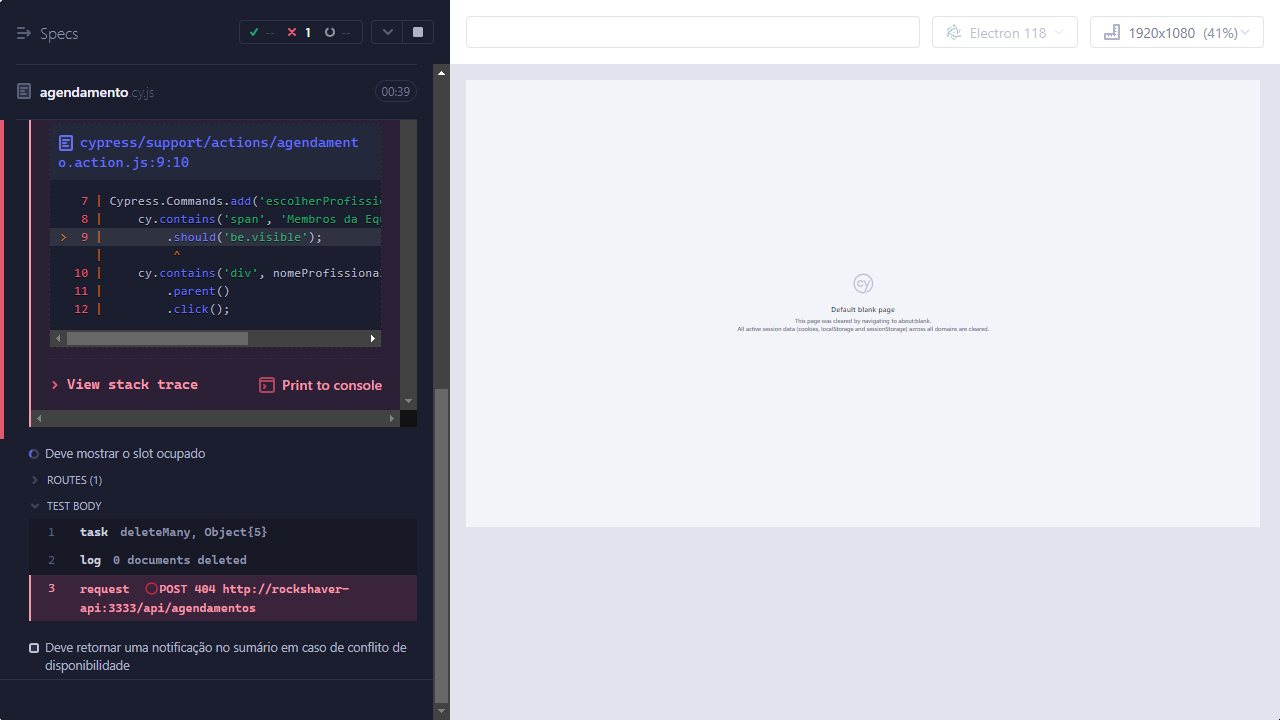 Specs
-- 1 --
Electron 118
1920x1080 (41%)
agendamento.cy.js
00:39
cypress/support/actions/agendament
o.action.js:9:10
7 | Cypress.Commands.add('escolherProfissi
8 | cy.contains('span', 'Membros da Equ
> 9 | .should('be.visible');
| ^
10 | cy.contains('div', nomeProfissiona
11 | .parent()
12 | .click();
View stack trace
Print to console
Deve mostrar o slot ocupado
ROUTES (1)
TEST BODY
1 task deleteMany, Object{5}
2 log 0 documents deleted
3 request POST 404 http://rockshaver-
api:3333/api/agendamentos
Deve retornar uma notificação no sumário em caso de conflito de
disponibilidade
cy
Default blank page
This page was cleared by navigating to about:blank.
All active session data (cookies, localStorage and sessionStorage) across all domains are cleared.